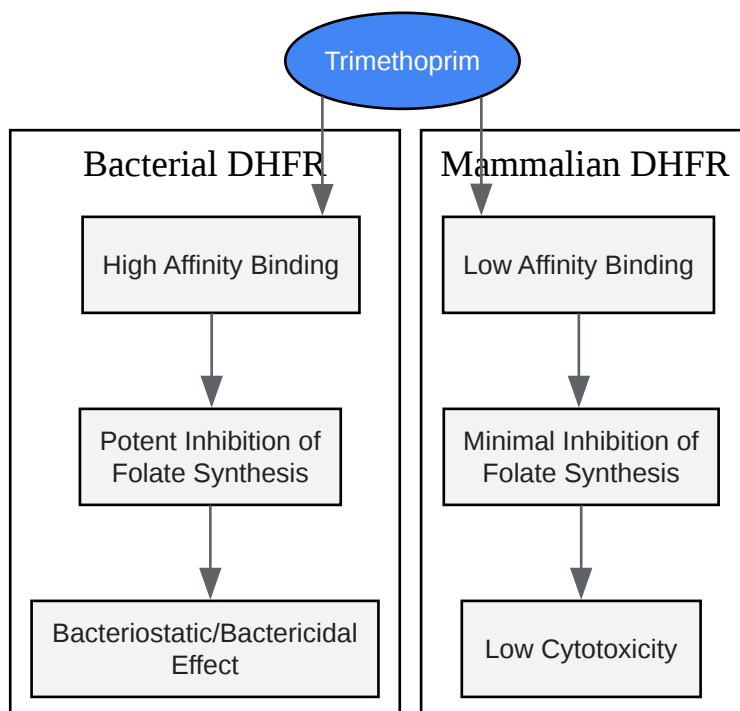 Trimethoprim
Bacterial DHFR
High Affinity Binding
Potent Inhibition of
Folate Synthesis
Bacteriostatic/Bactericidal
Effect
Mammalian DHFR
Low Affinity Binding
Minimal Inhibition of
Folate Synthesis
Low Cytotoxicity